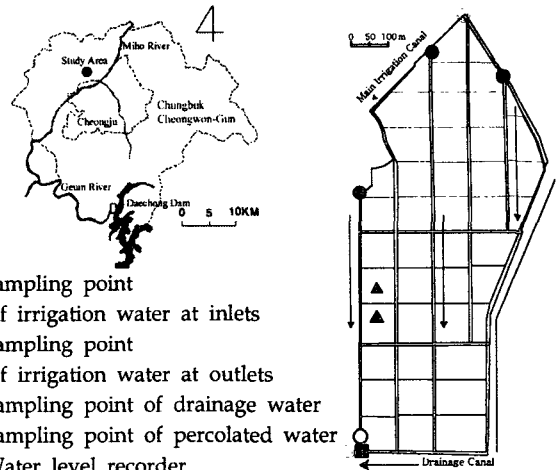 4
Miho River
Study Area
Chungbuk
Cheongwon-Gun
Cheongju
Geum River
Daechong Dam
0 5 10KM
0 50 100m
Main Irrigation Canal
ampling point
f irrigation water at inlets
ampling point
f irrigation water at outlets
ampling point of drainage water
ampling point of percolated water
Water level recorder
Drainage Canal